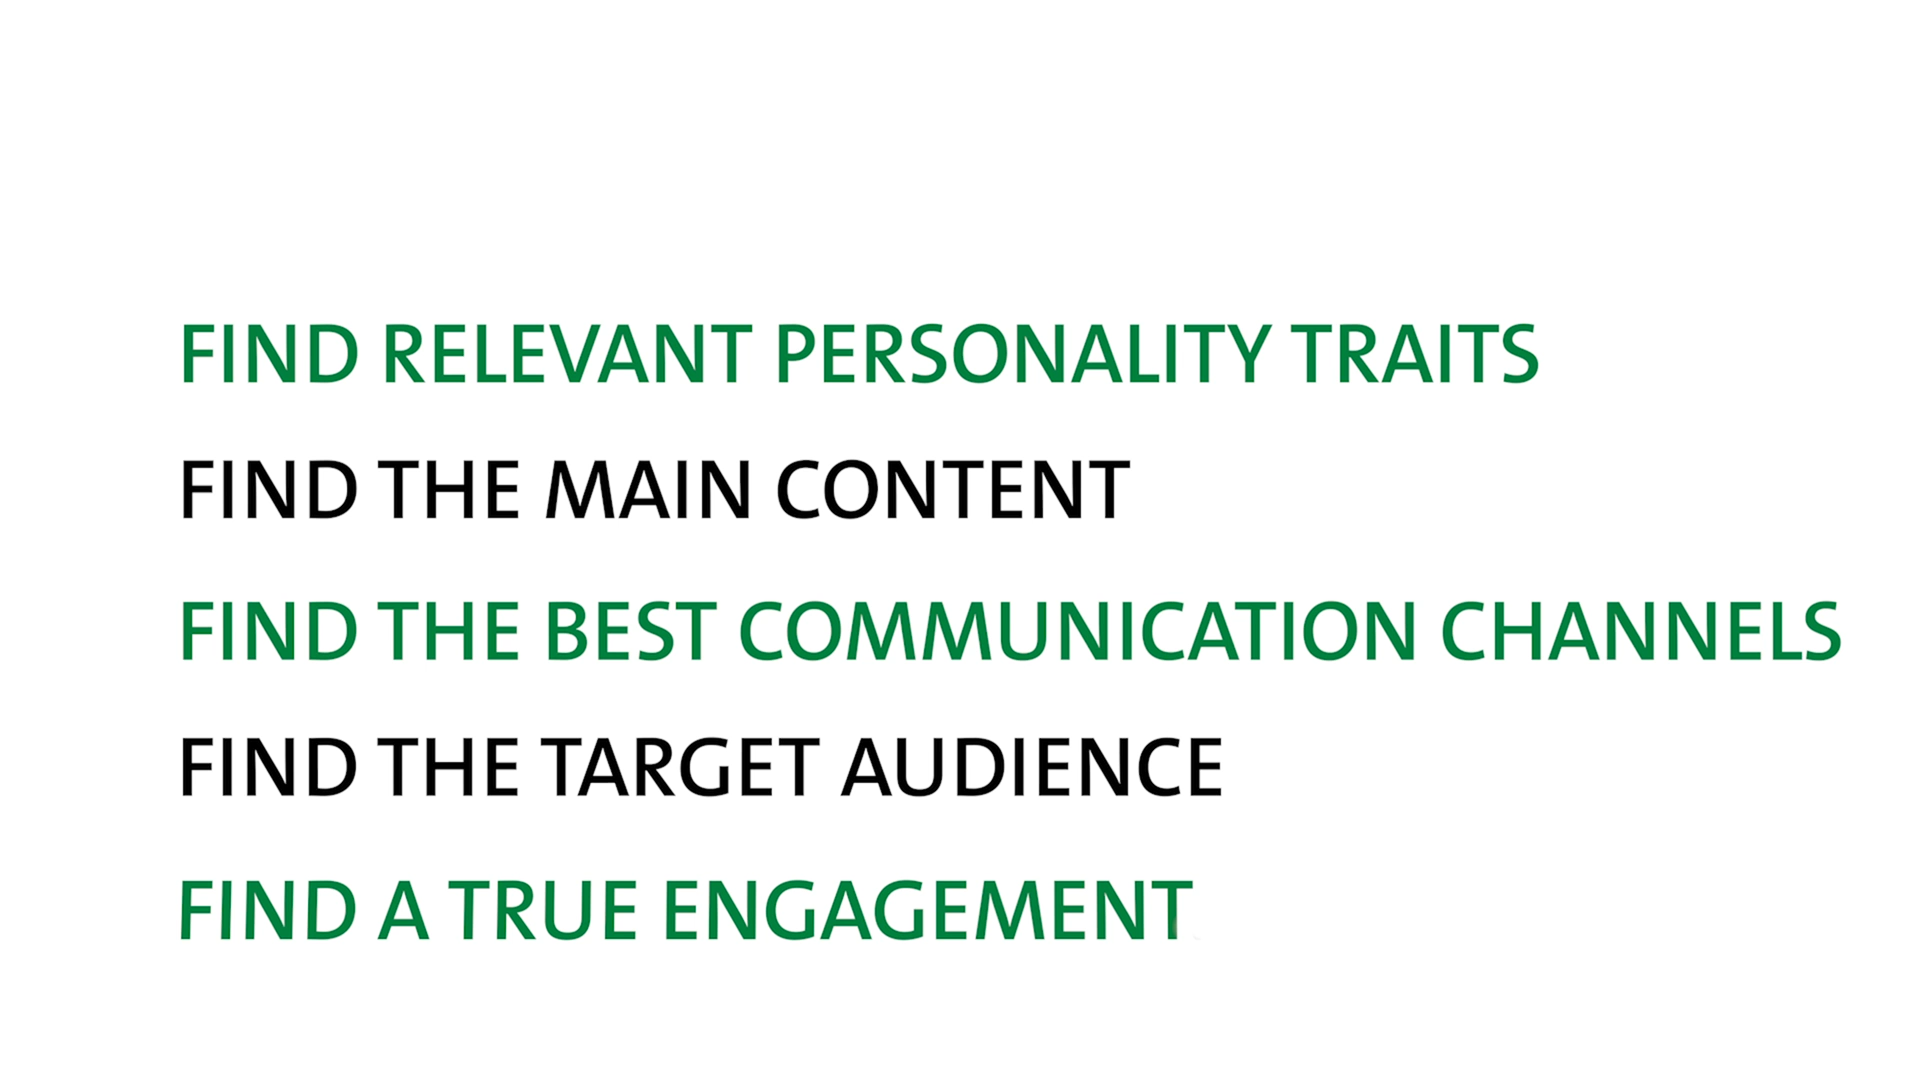 FIND RELEVANT PERSONALITY TRAITS
FIND THE MAIN CONTENT
FIND THE BEST COMMUNICATION CHANNELS
FIND THE TARGET AUDIENCE
FIND A TRUE ENGAGEMENT